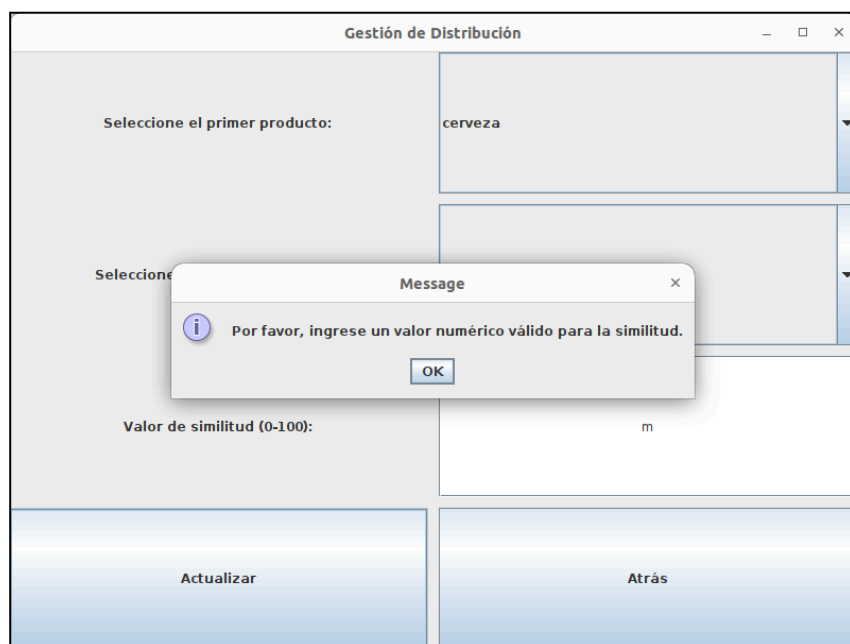 Gestión de Distribución
Seleccione el primer producto:
cerveza
Seleccione
Message
Por favor, ingrese un valor numérico válido para la similitud.
OK
Valor de similitud (0-100):
m
Actualizar
Atrás